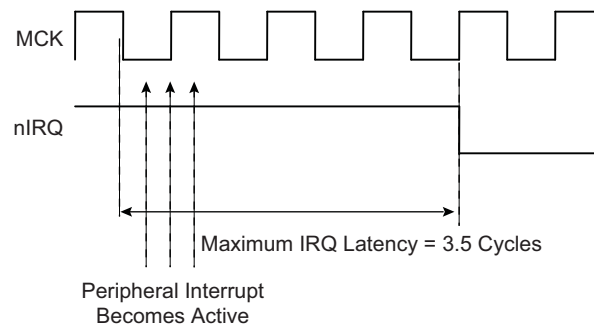 MCK
nIRQ
Maximum IRQ Latency = 3.5 Cycles
Peripheral Interrupt
Becomes Active